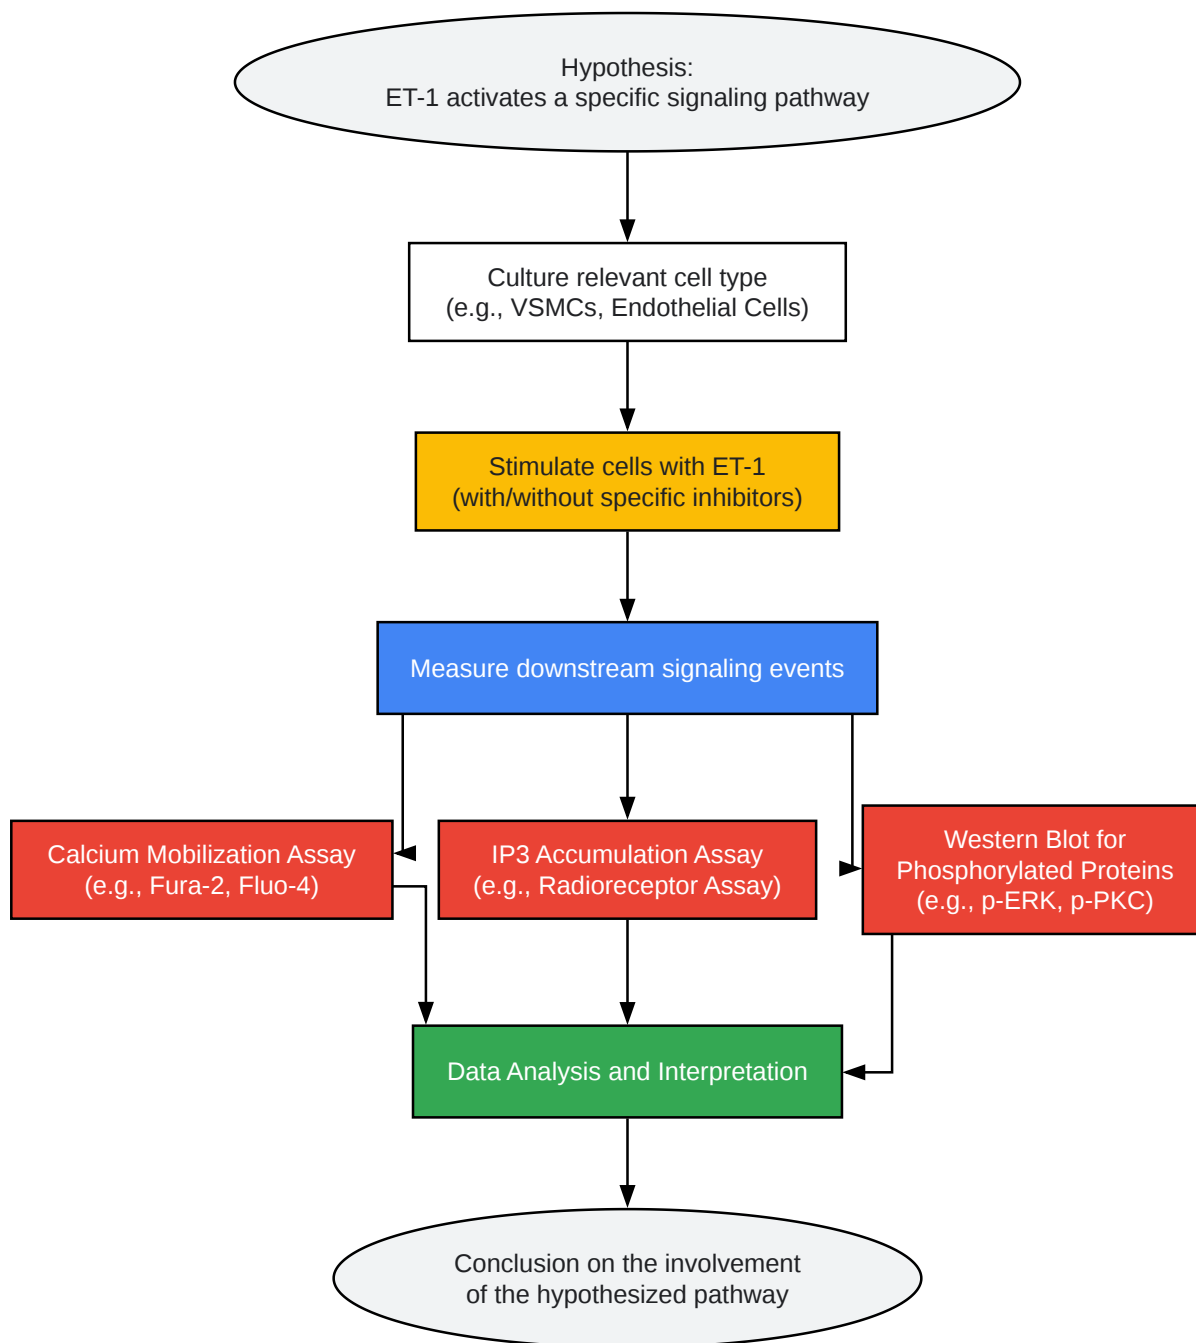 Hypothesis:
ET-1 activates a specific signaling pathway
Culture relevant cell type
(e.g., VSMCs, Endothelial Cells)
Stimulate cells with ET-1
(with/without specific inhibitors)
Measure downstream signaling events
Calcium Mobilization Assay
(e.g., Fura-2, Fluo-4)
IP3 Accumulation Assay
(e.g., Radioreceptor Assay)
Western Blot for
Phosphorylated Proteins
(e.g., p-ERK, p-PKC)
Data Analysis and Interpretation
Conclusion on the involvement
of the hypothesized pathway